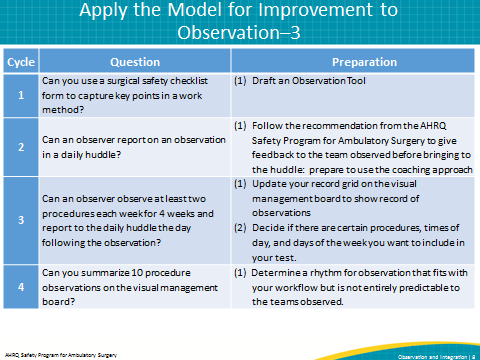 Apply the Model for Improvement to
Observation–3
Cycle
Question
Preparation
1
Can you use a surgical safety checklist
form to capture key points in a work
method?
(1) Draft an Observation Tool
2
Can an observer report on an observation
in a daily huddle?
(1) Follow the recommendation from the AHRQ
Safety Program for Ambulatory Surgery to give
feedback to the team observed before bringing to
the huddle: prepare to use the coaching approach
3
Can an observer observe at least two
procedures each week for 4 weeks and
report to the daily huddle the day
following the observation?
(1) Update your record grid on the visual
management board to show record of
observations
(2) Decide if there are certain procedures, times of
day, and days of the week you want to include in
your test.
4
Can you summarize 10 procedure
observations on the visual management
board?
(1) Determine a rhythm for observation that fits with
your workflow but is not entirely predictable to
the teams observed.
AHRQ Safety Program for Ambulatory Surgery
Observation and Integration | 8